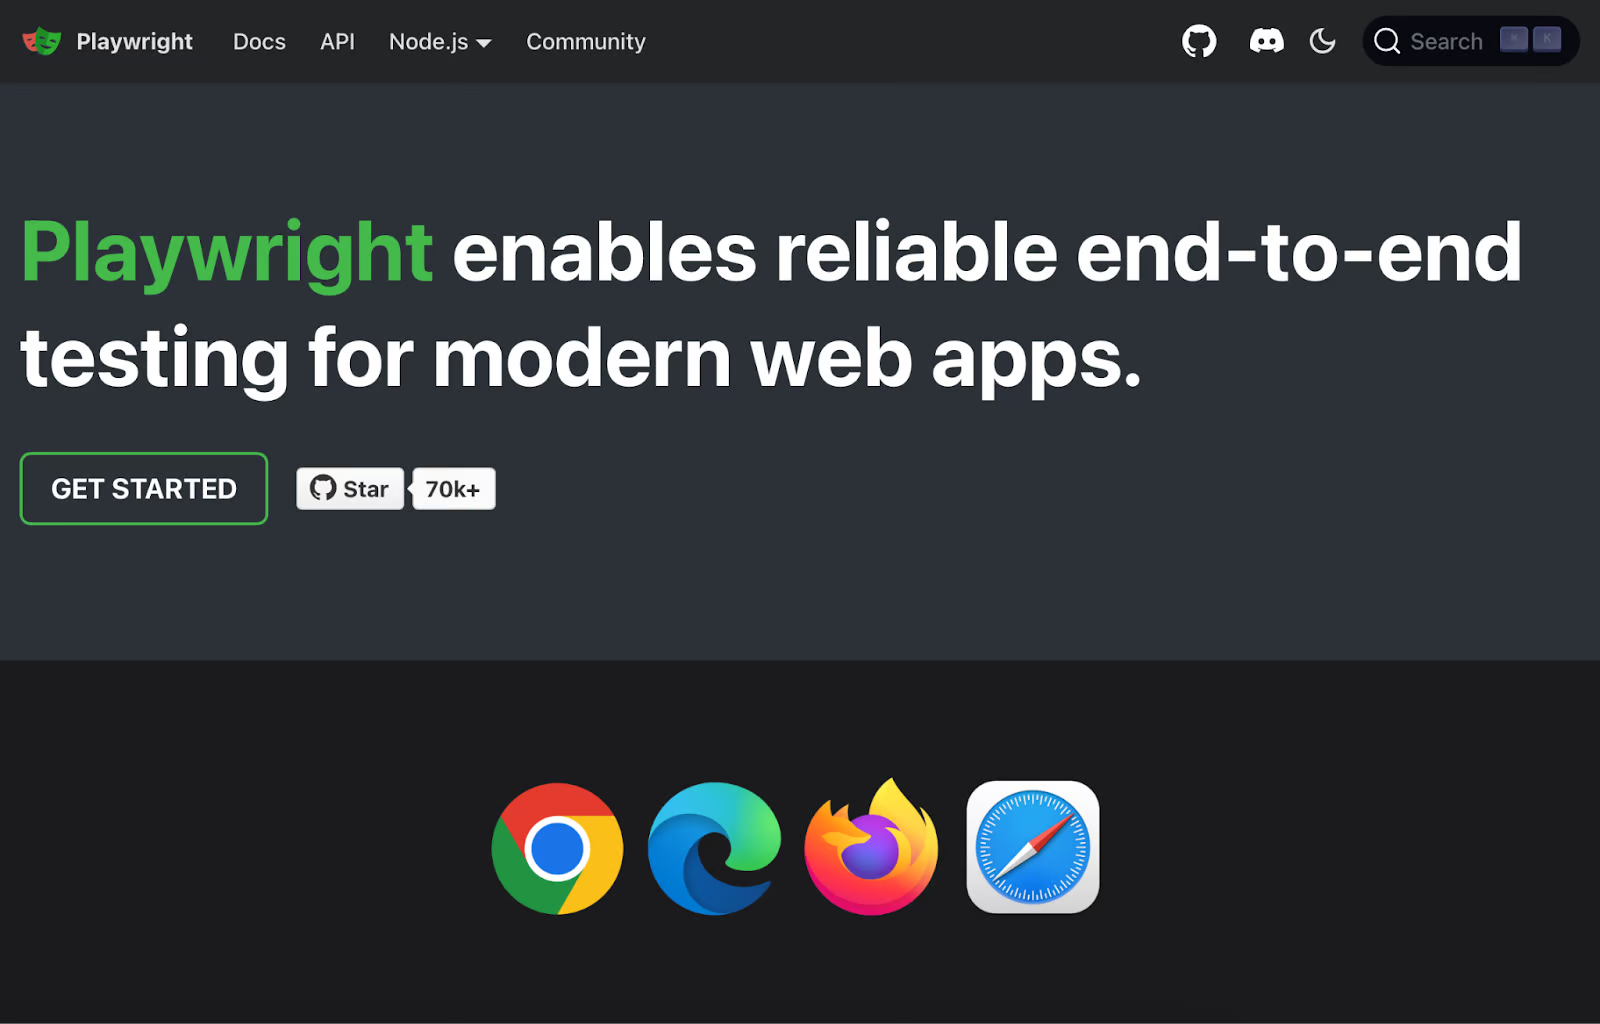 Playwright Docs API Node.js Community Search ⌘ K
Playwright enables reliable end-to-end
testing for modern web apps.
GET STARTED Star 70k+